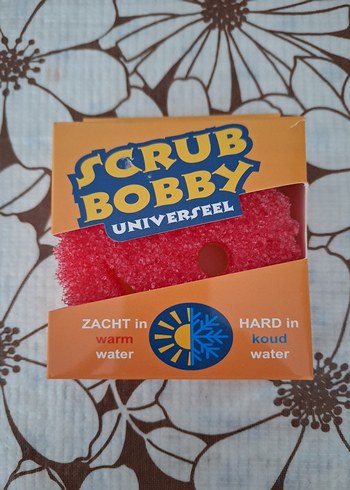 SCRUB
BOBBY
UNIVERSEEL
ZACHT in
warm
water
HARD in
koud
water